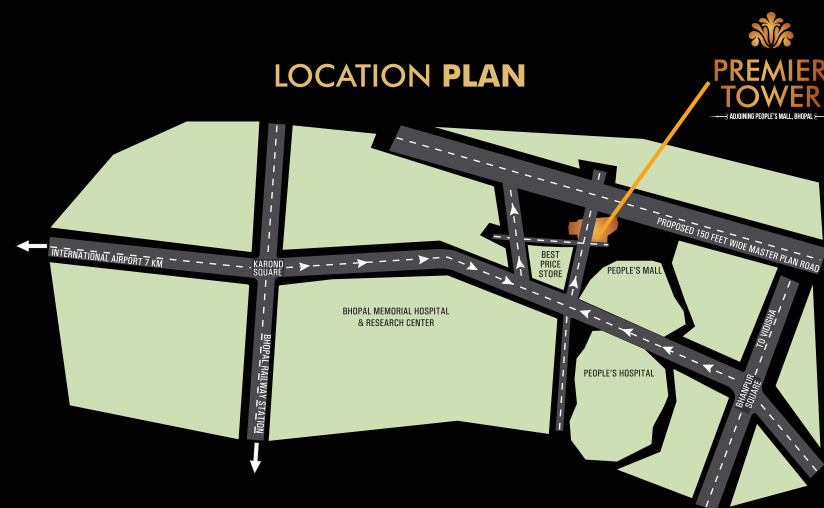 PREMIER
TOWER
ADJOINING PEOPLE'S MALL, BHOPAL
LOCATION PLAN
PROPOSED 150 FEET WIDE MASTER PLAN ROAD
INTERNATIONAL AIRPORT 7 KM
KAROND
SQUARE
BEST
PRICE
STORE
PEOPLE'S MALL
BHOPAL MEMORIAL HOSPITAL
& RESEARCH CENTER
TO VIDISHA
BHOPAL RAILWAY STATION
PEOPLE'S HOSPITAL
BHANPUR
SQUARE